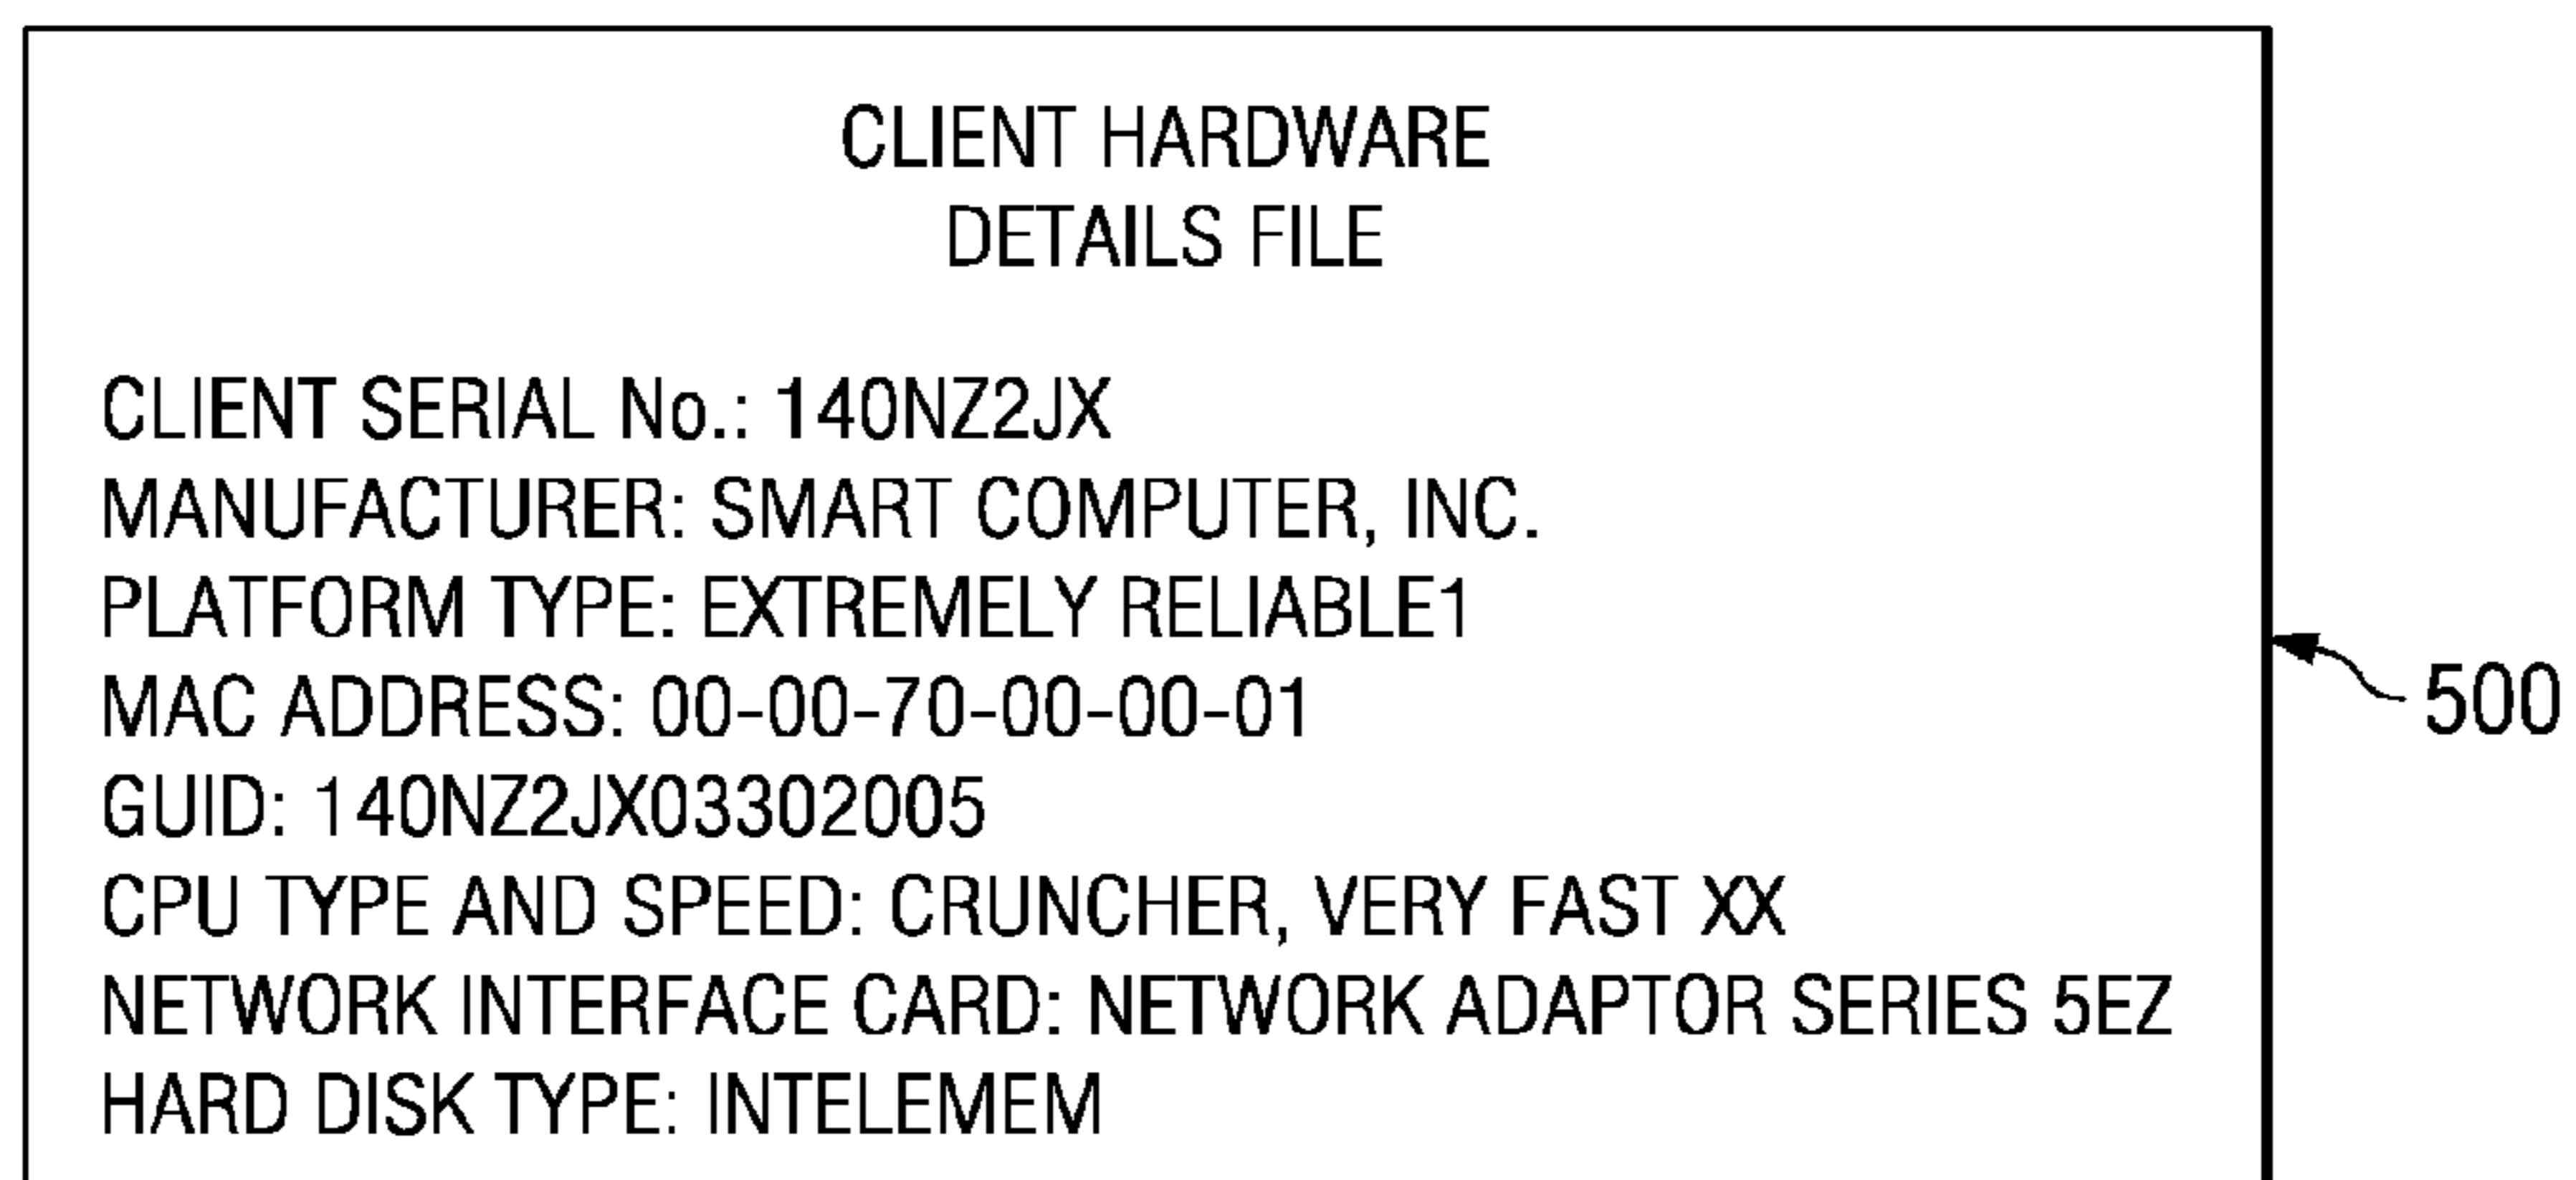 CLIENT HARDWARE
DETAILS FILE
CLIENT SERIAL No.: 140NZ2JX
MANUFACTURER: SMART COMPUTER, INC.
PLATFORM TYPE: EXTREMELY RELIABLE1
MAC ADDRESS: 00-00-70-00-00-01
500
GUID: 140NZ2JX03302005
CPU TYPE AND SPEED: CRUNCHER, VERY FAST XX
NETWORK INTERFACE CARD: NETWORK ADAPTOR SERIES 5EZ
HARD DISK TYPE: INTELEMEM